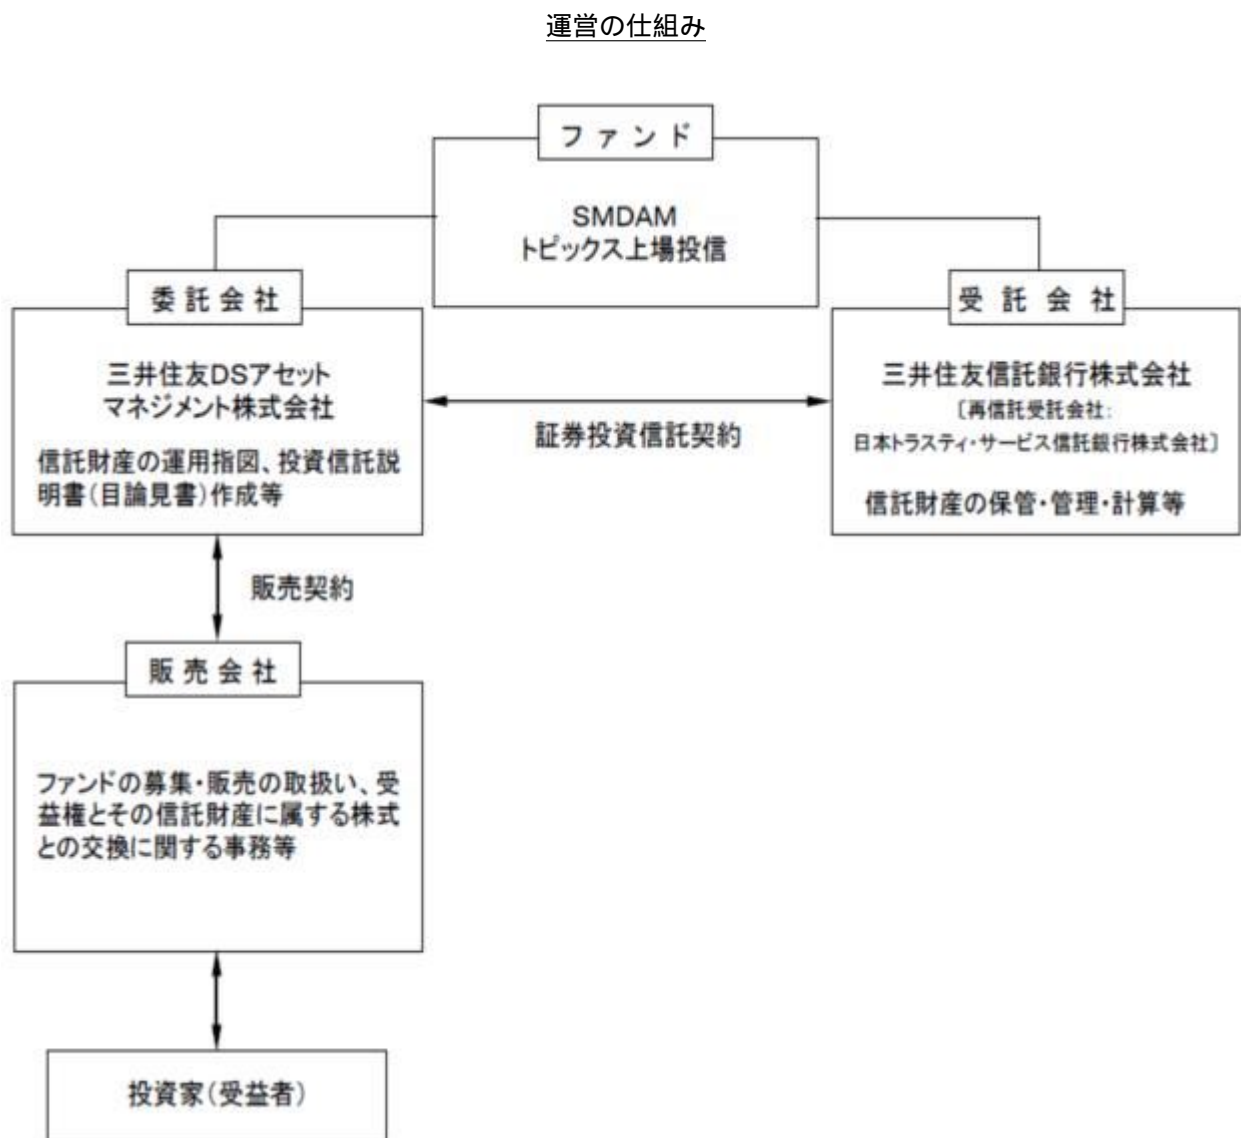 運営の仕組み
ファンド
SMDAM
トピックス上場投信
委託会社
三井住友DSアセット
マネジメント株式会社
信託財産の運用指図、投資信託説
明書(目論見書)作成等
証券投資信託契約
受託会社
三井住友信託銀行株式会社
〔再信託受託会社:
日本トラスティ・サービス信託銀行株式会社〕
信託財産の保管・管理・計算等
販売契約
販売会社
ファンドの募集・販売の取扱い、受
益権とその信託財産に属する株式
との交換に関する事務等
投資家(受益者)